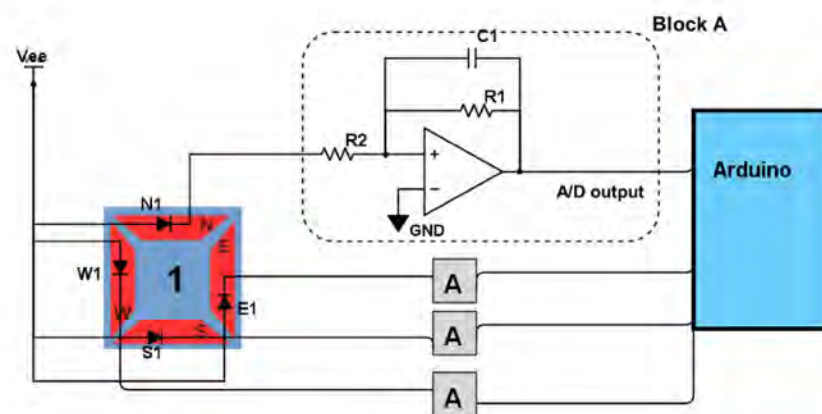 Block A
Vee
C1
R1
R2
+
−
A/D output
GND
Arduino
N1
N
E
W1
1
W
E1
S
S1
A
A
A